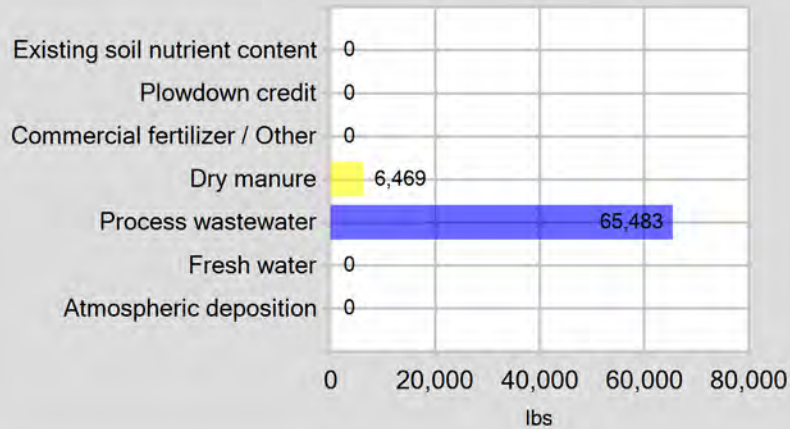 Existing soil nutrient content 0
Plowdown credit 0
Commercial fertilizer / Other 0
Dry manure 6,469
Process wastewater 65,483
Fresh water 0
Atmospheric deposition 0
0 20,000 40,000 60,000 80,000
lbs